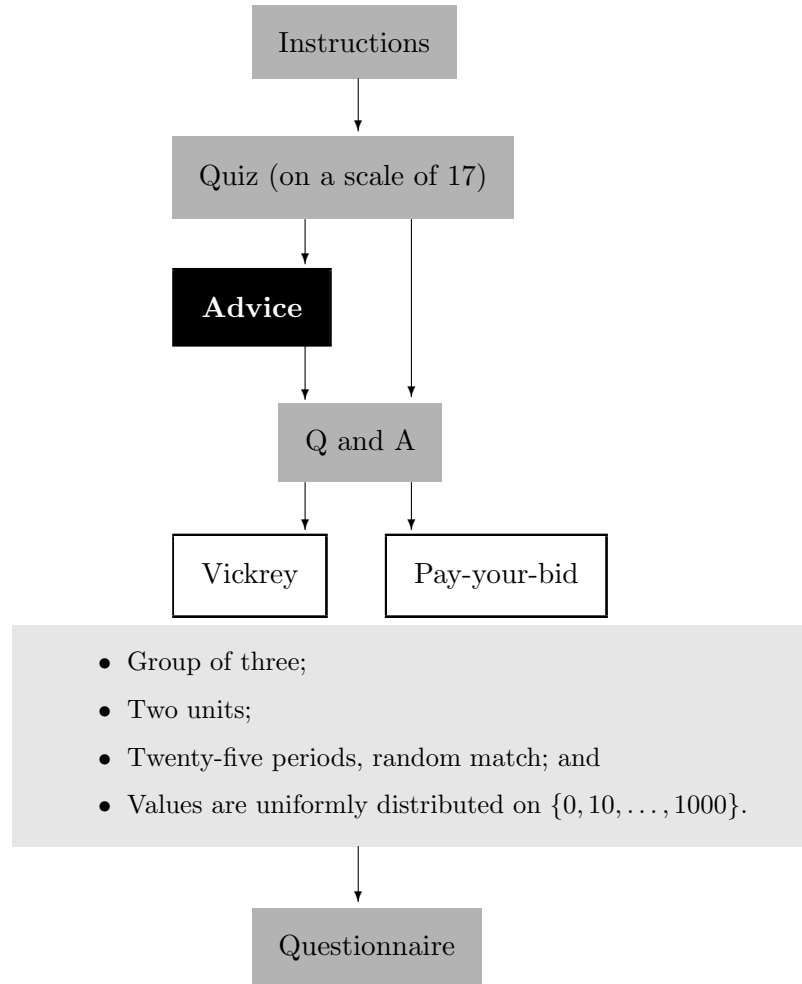 Instructions
Quiz (on a scale of 17)
Advice
Q and A
Vickrey
Pay-your-bid
• Group of three;
• Two units;
• Twenty-five periods, random match; and
• Values are uniformly distributed on {0, 10, . . . , 1000}.
Questionnaire